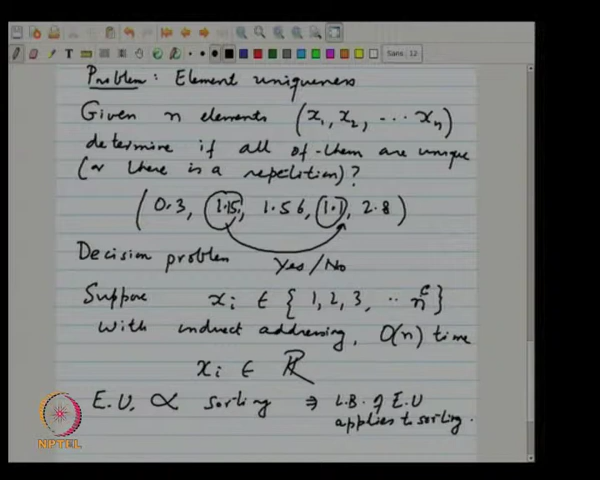 Sans 12
Problem: Element uniqueness
Given n elements (x₁, x₂, ... xₙ)
determine if all of them are unique
(or there is a repetition)?
(0.3, 1.15, 1.56, 1.1, 2.8)
Decision problem Yes/No
Suppose xᵢ ∈ { 1, 2, 3, .. nᶜ }
With indirect addressing, O(n) time
xᵢ ∈ ℝ
E.U. ∝ sorting ⇒ L.B. of E.U
applies to sorting.
NPTEL